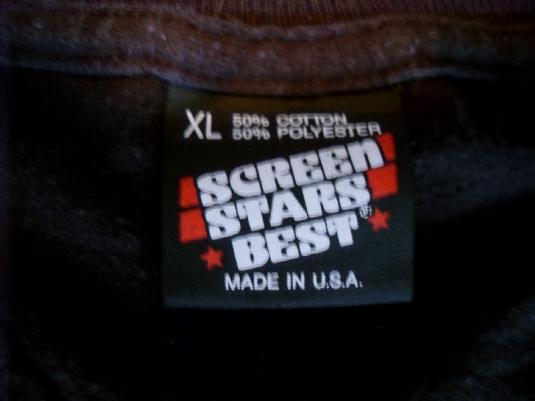 XL 50% COTTON
50% POLYESTER
SCREEN
STARS
BEST®
MADE IN U.S.A.